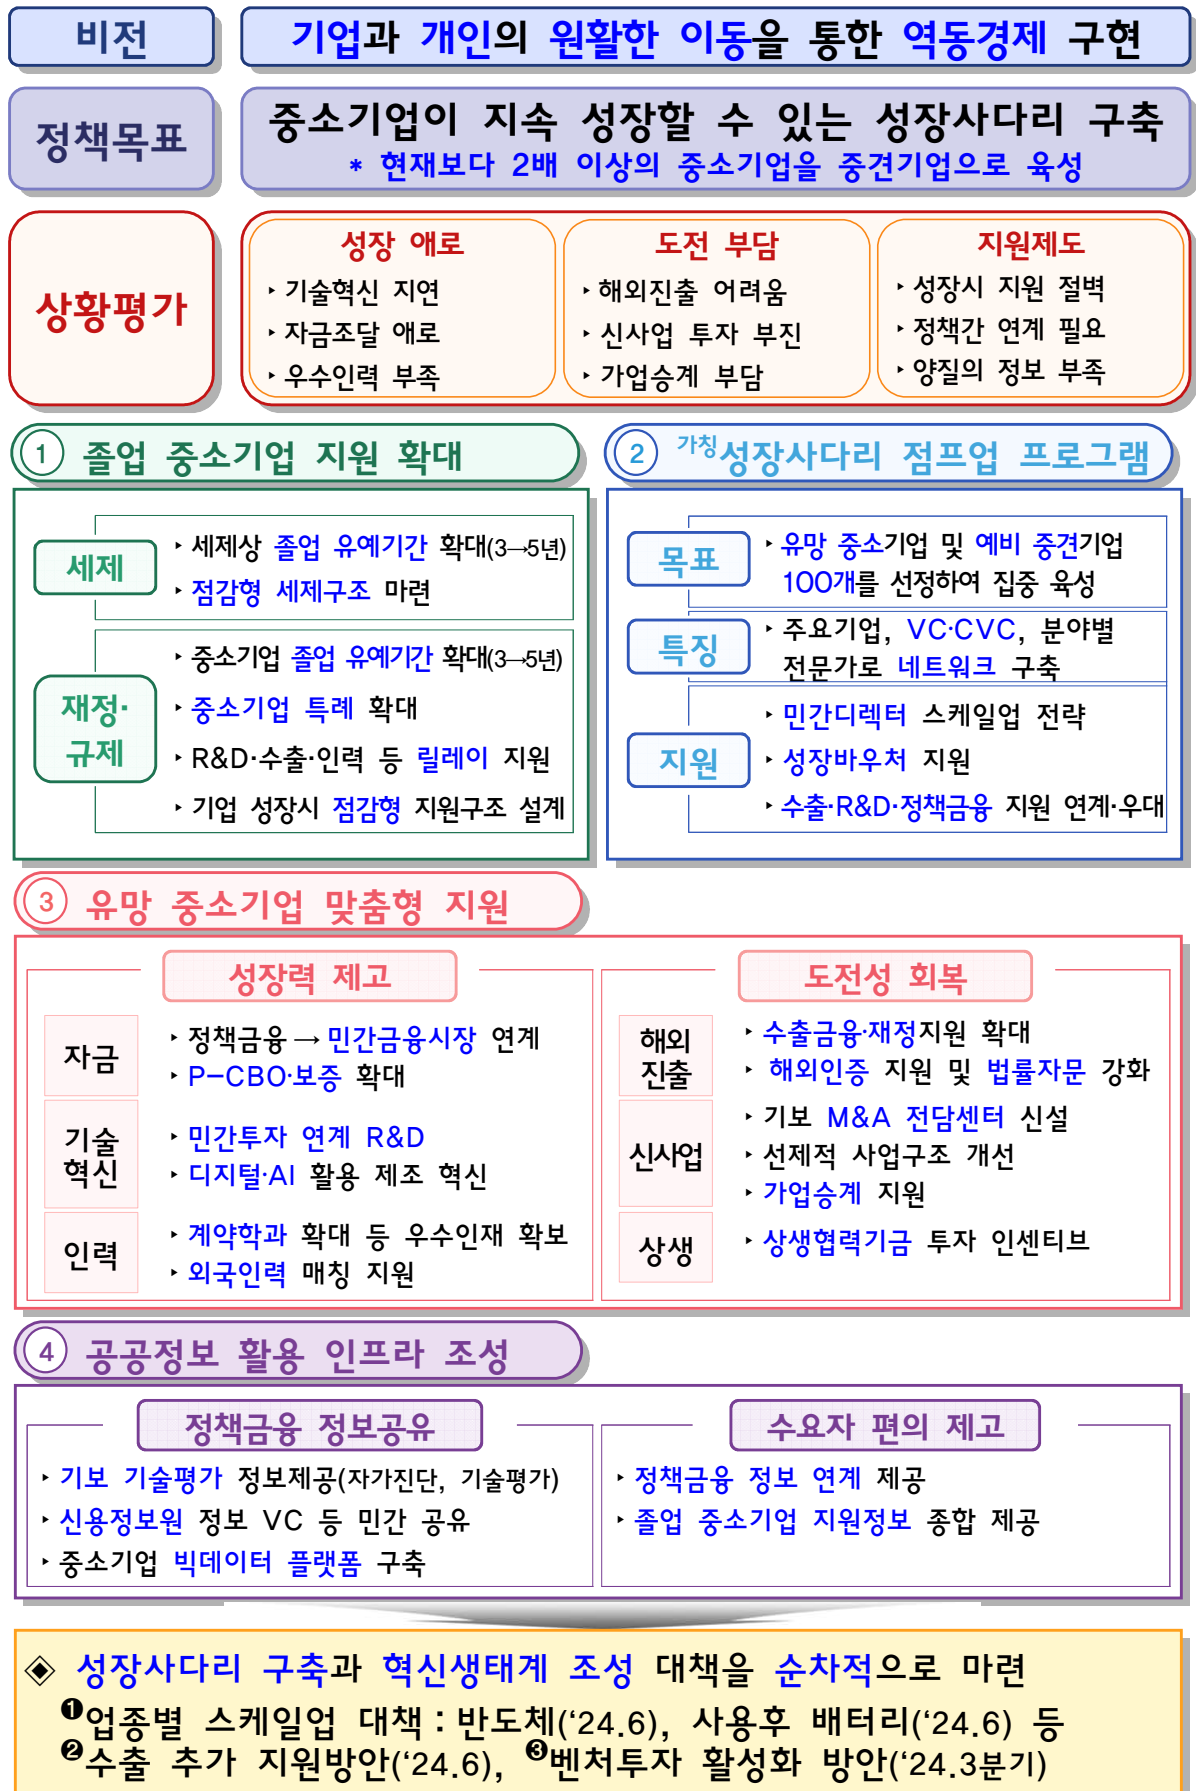 비전
기업과 개인의 원활한 이동을 통한 역동경제 구현
정책목표
중소기업이 지속 성장할 수 있는 성장사다리 구축
* 현재보다 2배 이상의 중소기업을 중견기업으로 육성
상황평가
성장 애로
‣ 기술혁신 지연
‣ 자금조달 애로
‣ 우수인력 부족
도전 부담
‣ 해외진출 어려움
‣ 신사업 투자 부진
‣ 가업승계 부담
지원제도
‣ 성장시 지원 절벽
‣ 정책간 연계 필요
‣ 양질의 정보 부족
① 졸업 중소기업 지원 확대
세제
‣ 세제상 졸업 유예기간 확대(3→5년)
‣ 점감형 세제구조 마련
재정·
규제
‣ 중소기업 졸업 유예기간 확대(3→5년)
‣ 중소기업 특례 확대
‣ R&D·수출·인력 등 릴레이 지원
‣ 기업 성장시 점감형 지원구조 설계
② 가칭성장사다리 점프업 프로그램
목표
‣ 유망 중소기업 및 예비 중견기업
100개를 선정하여 집중 육성
특징
‣ 주요기업, VC·CVC, 분야별
전문가로 네트워크 구축
지원
‣ 민간디렉터 스케일업 전략
‣ 성장바우처 지원
‣ 수출·R&D·정책금융 지원 연계·우대
③ 유망 중소기업 맞춤형 지원
성장력 제고
자금
‣ 정책금융 → 민간금융시장 연계
‣ P-CBO·보증 확대
기술
혁신
‣ 민간투자 연계 R&D
‣ 디지털·AI 활용 제조 혁신
인력
‣ 계약학과 확대 등 우수인재 확보
‣ 외국인력 매칭 지원
도전성 회복
해외
진출
‣ 수출금융·재정지원 확대
‣ 해외인증 지원 및 법률자문 강화
신사업
‣ 기보 M&A 전담센터 신설
‣ 선제적 사업구조 개선
‣ 가업승계 지원
상생
‣ 상생협력기금 투자 인센티브
④ 공공정보 활용 인프라 조성
정책금융 정보공유
‣ 기보 기술평가 정보제공(자가진단, 기술평가)
‣ 신용정보원 정보 VC 등 민간 공유
‣ 중소기업 빅데이터 플랫폼 구축
수요자 편의 제고
‣ 정책금융 정보 연계 제공
‣ 졸업 중소기업 지원정보 종합 제공
◈ 성장사다리 구축과 혁신생태계 조성 대책을 순차적으로 마련
❶업종별 스케일업 대책 : 반도체(‘24.6), 사용후 배터리(‘24.6) 등
❷수출 추가 지원방안(‘24.6), ❸벤처투자 활성화 방안(‘24.3분기)